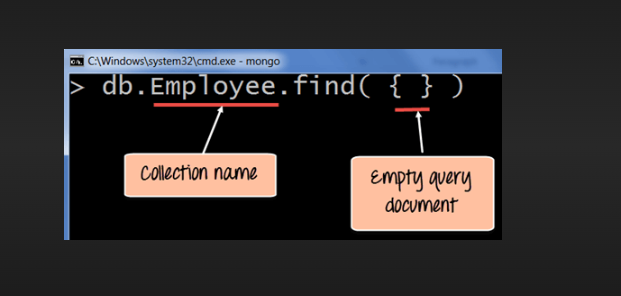 C:\Windows\system32\cmd.exe - mongo
> db.Employee.find( { } )
Collection name
Empty query
document